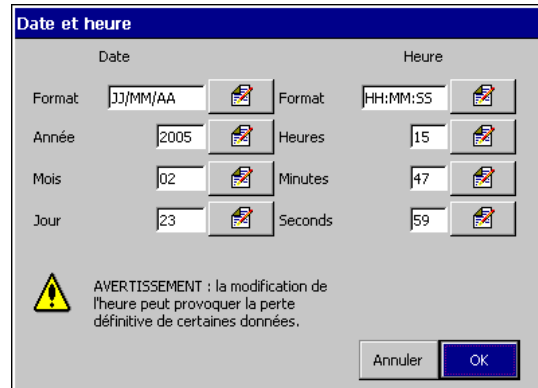 Date et heure
Date Heure
Format JJ/MM/AA Format HH:MM:SS
Année 2005 Heures 15
Mois 02 Minutes 47
Jour 23 Seconds 59
AVERTISSEMENT : la modification de
l'heure peut provoquer la perte
définitive de certaines données.
Annuler OK